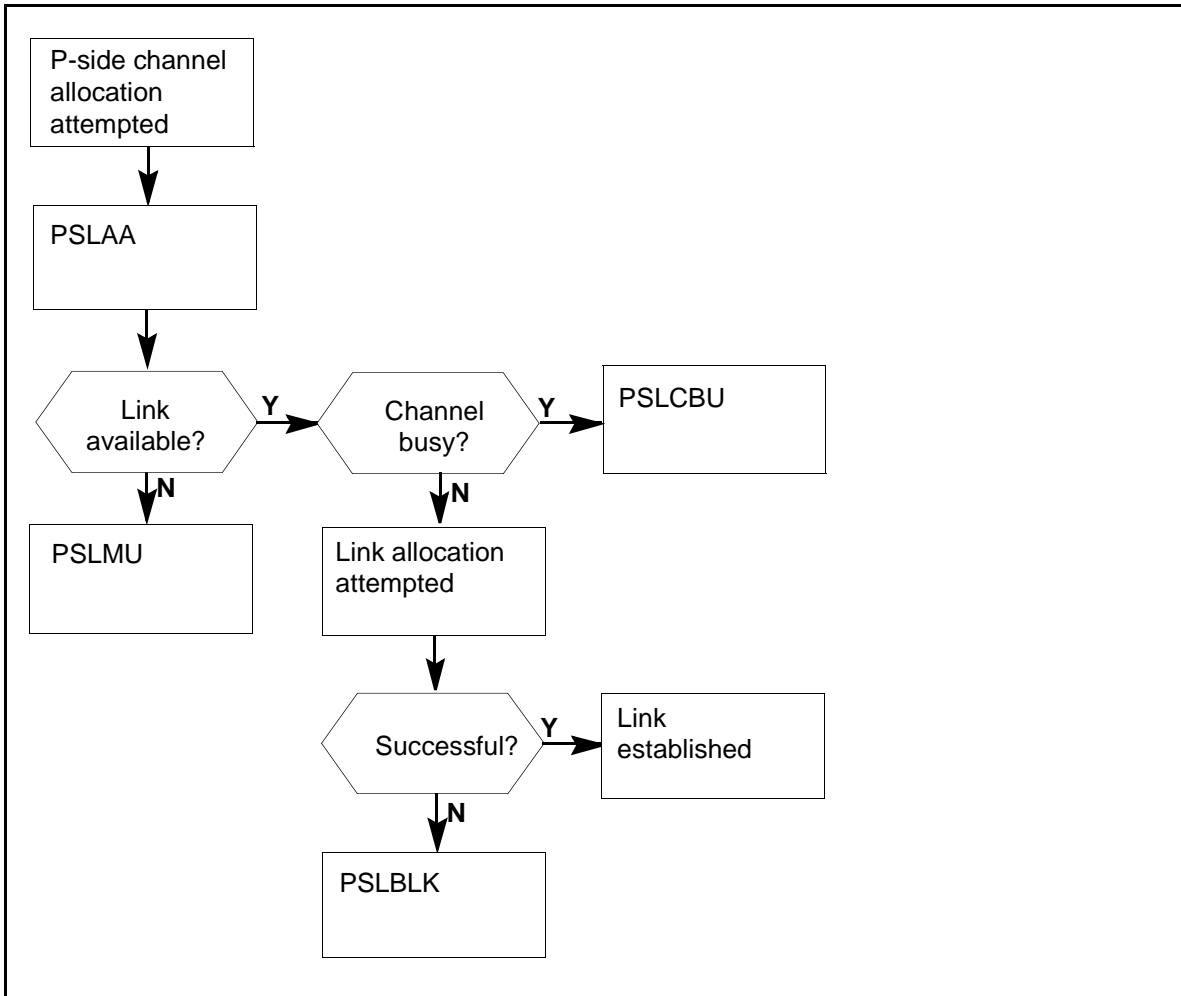 P-side channel
allocation
attempted
PSLAA
Link
available?
Y
Channel
busy?
Y
PSLCBU
N
PSLMU
N
Link allocation
attempted
Successful?
Y
Link
established
N
PSLBLK